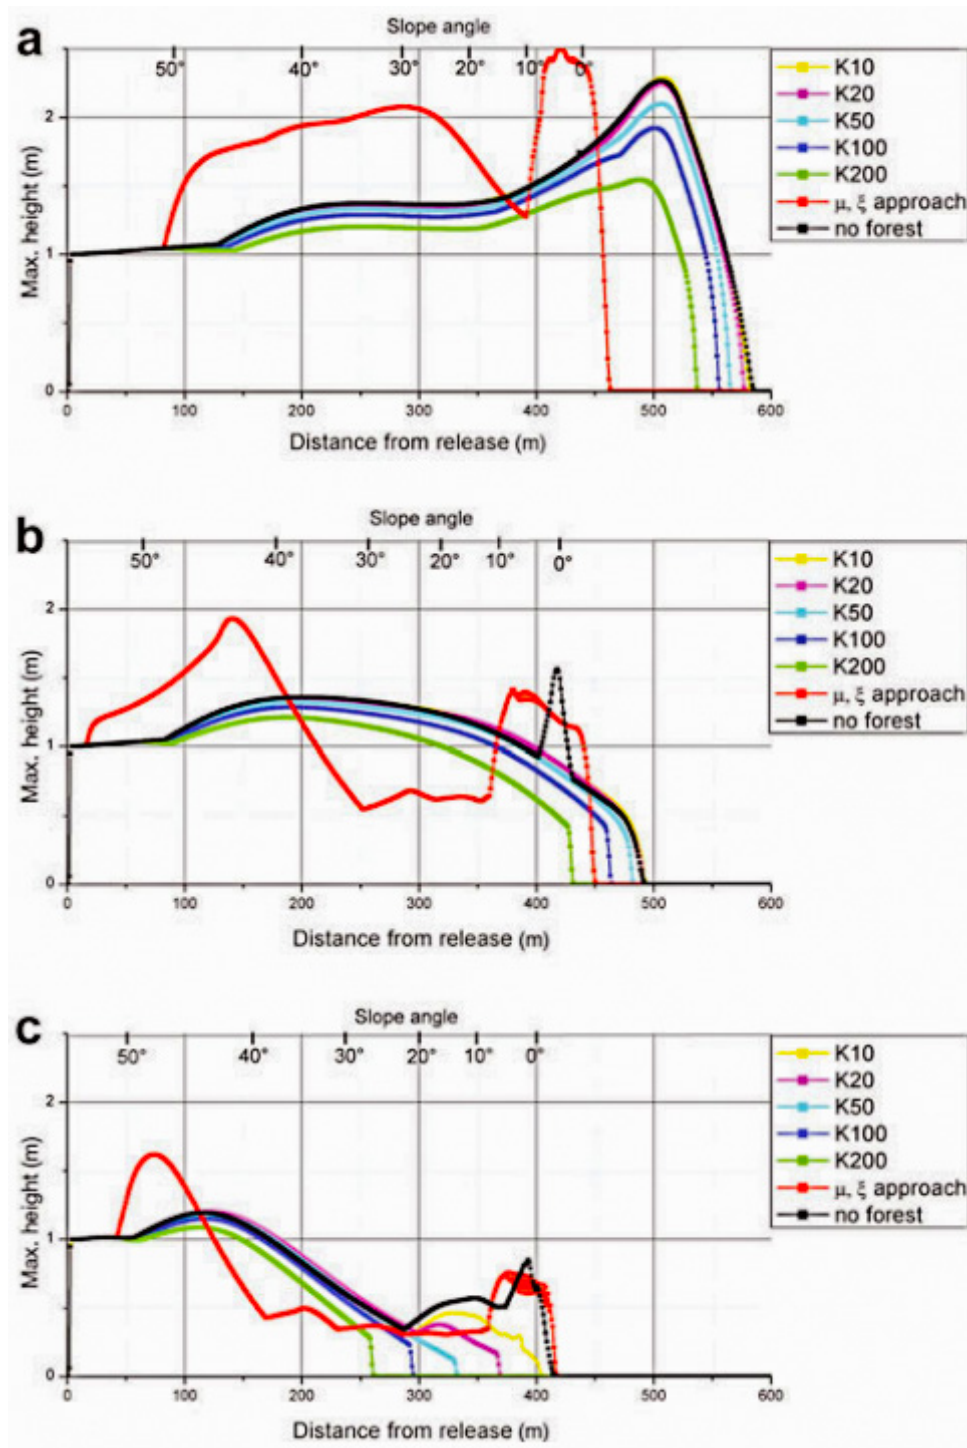 a
Slope angle
50° 40° 30° 20° 10° 0°
Max. height (m)
2
1
0
0 100 200 300 400 500 600
Distance from release (m)
K10
K20
K50
K100
K200
μ, ξ approach
no forest
b
Slope angle
50° 40° 30° 20° 10° 0°
Max. height (m)
2
1
0
0 100 200 300 400 500 600
Distance from release (m)
K10
K20
K50
K100
K200
μ, ξ approach
no forest
c
Slope angle
50° 40° 30° 20° 10° 0°
Max. height (m)
2
1
0
0 100 200 300 400 500 600
Distance from release (m)
K10
K20
K50
K100
K200
μ, ξ approach
no forest